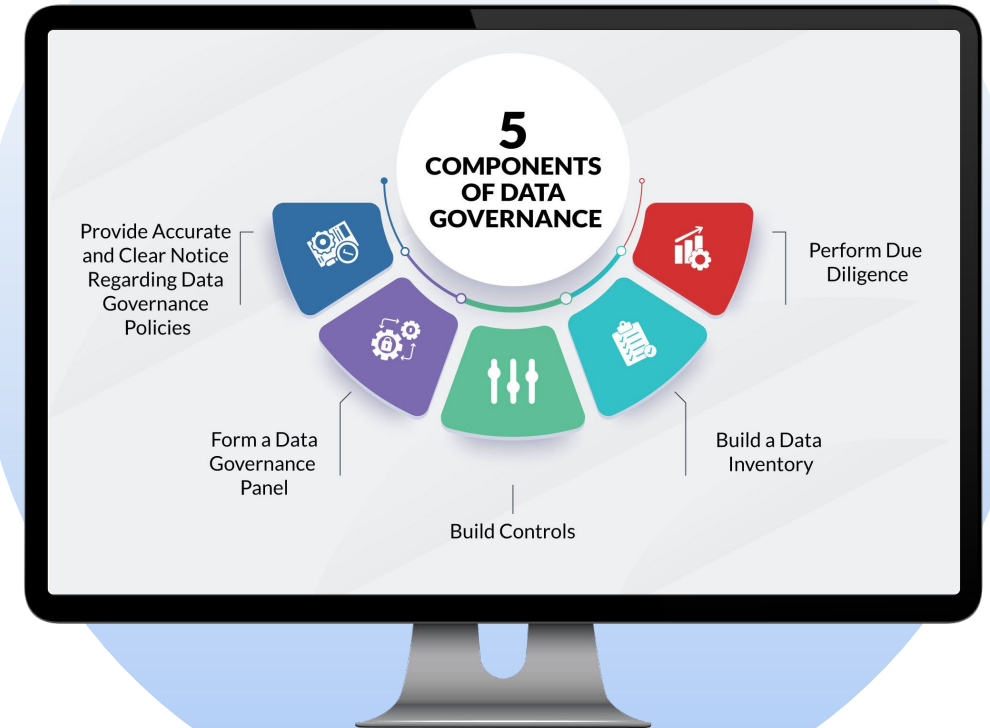 5
COMPONENTS
OF DATA
GOVERNANCE
Provide Accurate
and Clear Notice
Regarding Data
Governance
Policies
Form a Data
Governance
Panel
Build Controls
Build a Data
Inventory
Perform Due
Diligence